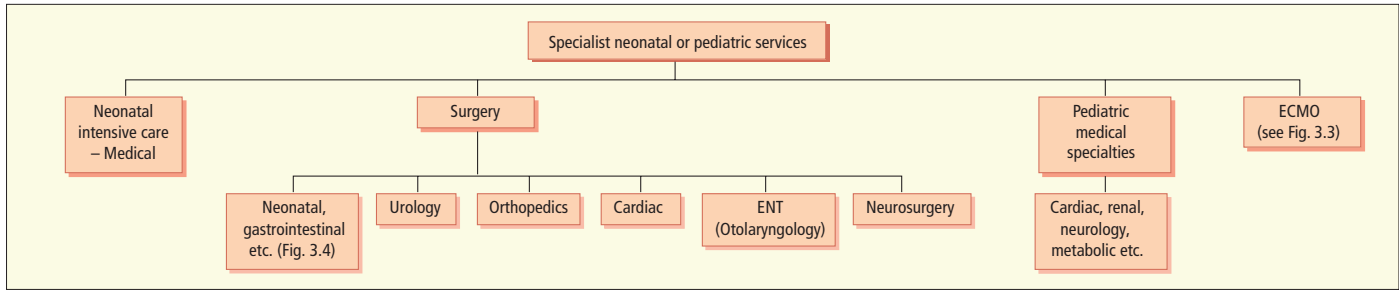 Specialist neonatal or pediatric services
Neonatal
intensive care
– Medical
Surgery
Pediatric
medical
specialties
ECMO
(see Fig. 3.3)
Neonatal,
gastrointestinal
etc. (Fig. 3.4)
Urology
Orthopedics
Cardiac
ENT
(Otolaryngology)
Neurosurgery
Cardiac, renal,
neurology,
metabolic etc.